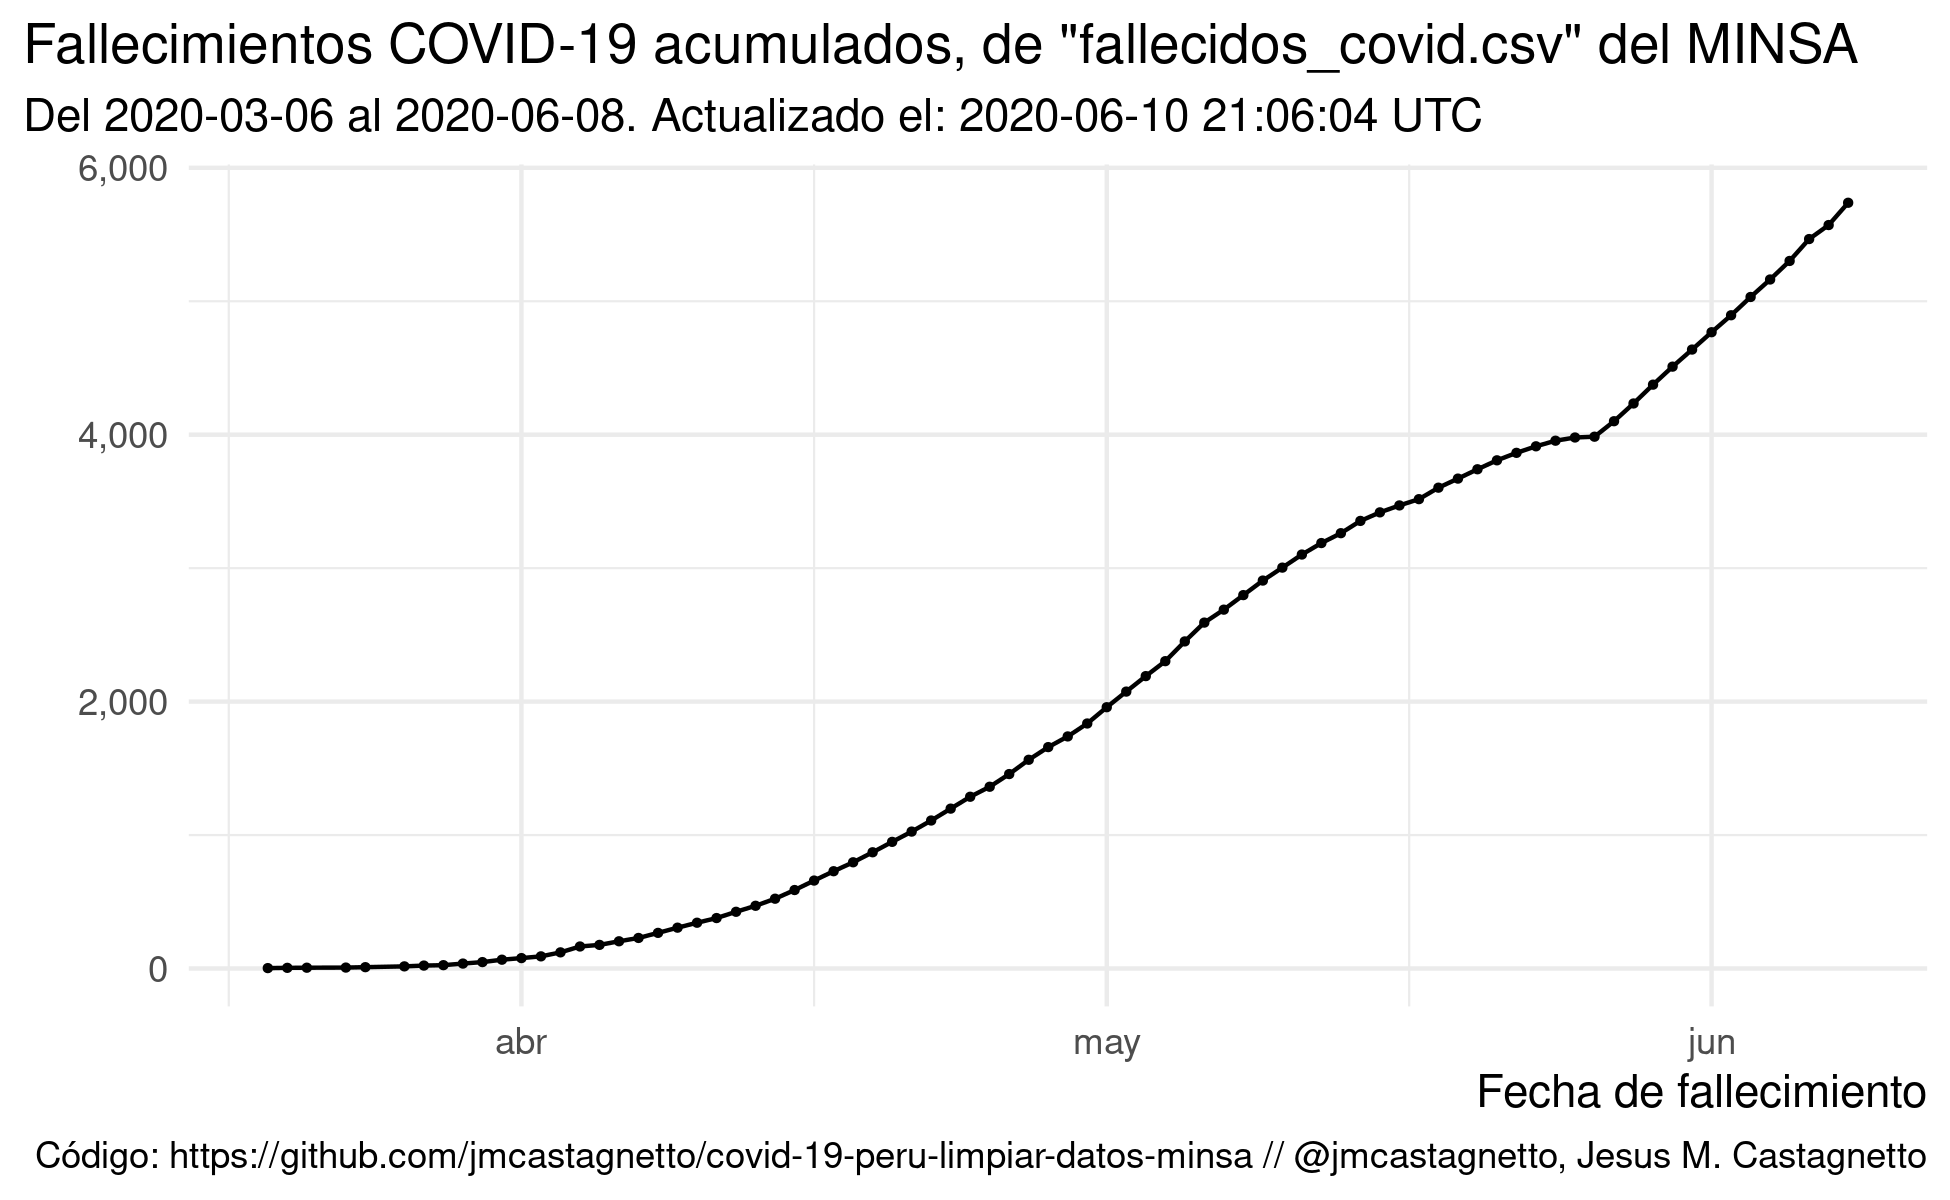 Fallecimientos COVID-19 acumulados, de "fallecidos_covid.csv" del MINSA
Del 2020-03-06 al 2020-06-08. Actualizado el: 2020-06-10 21:06:04 UTC
6,000
4,000
2,000
0
abr may jun
Fecha de fallecimiento
Código: https://github.com/jmcastagnetto/covid-19-peru-limpiar-datos-minsa // @jmcastagnetto, Jesus M. Castagnetto